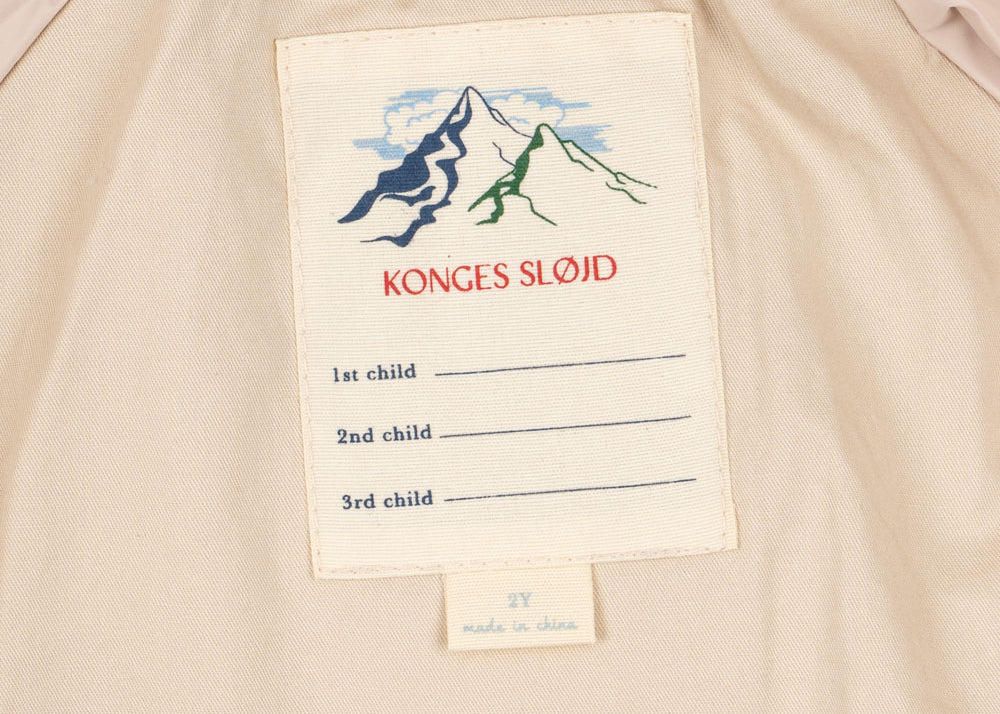 KONGES SLØJD
1st child
2nd child
3rd child
2Y
made in china